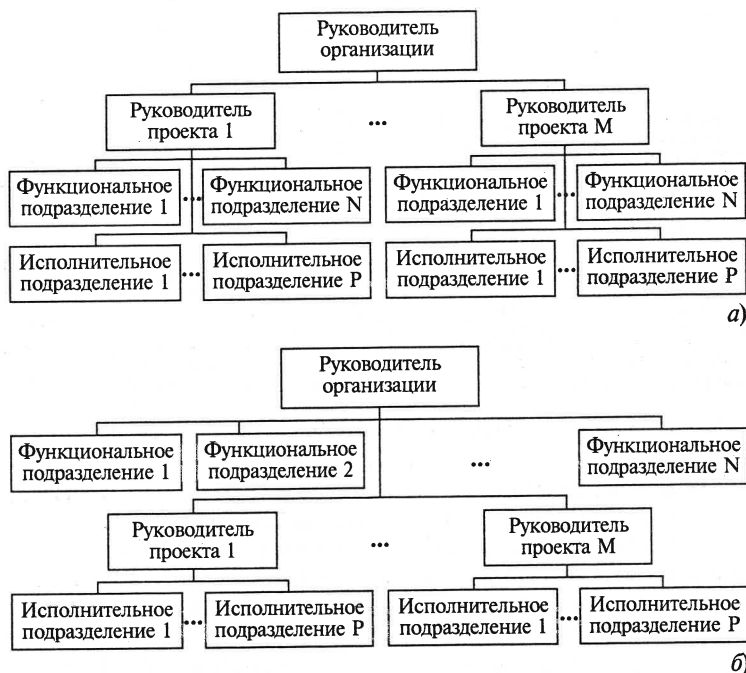 Руководитель
организации
Руководитель
проекта 1
...
Руководитель
проекта M
Функциональное
подразделение 1
...
Функциональное
подразделение N
Функциональное
подразделение 1
...
Функциональное
подразделение N
Исполнительное
подразделение 1
...
Исполнительное
подразделение P
Исполнительное
подразделение 1
...
Исполнительное
подразделение P
а)
Руководитель
организации
Функциональное
подразделение 1
Функциональное
подразделение 2
...
Функциональное
подразделение N
Руководитель
проекта 1
...
Руководитель
проекта M
Исполнительное
подразделение 1
...
Исполнительное
подразделение P
Исполнительное
подразделение 1
...
Исполнительное
подразделение P
б)